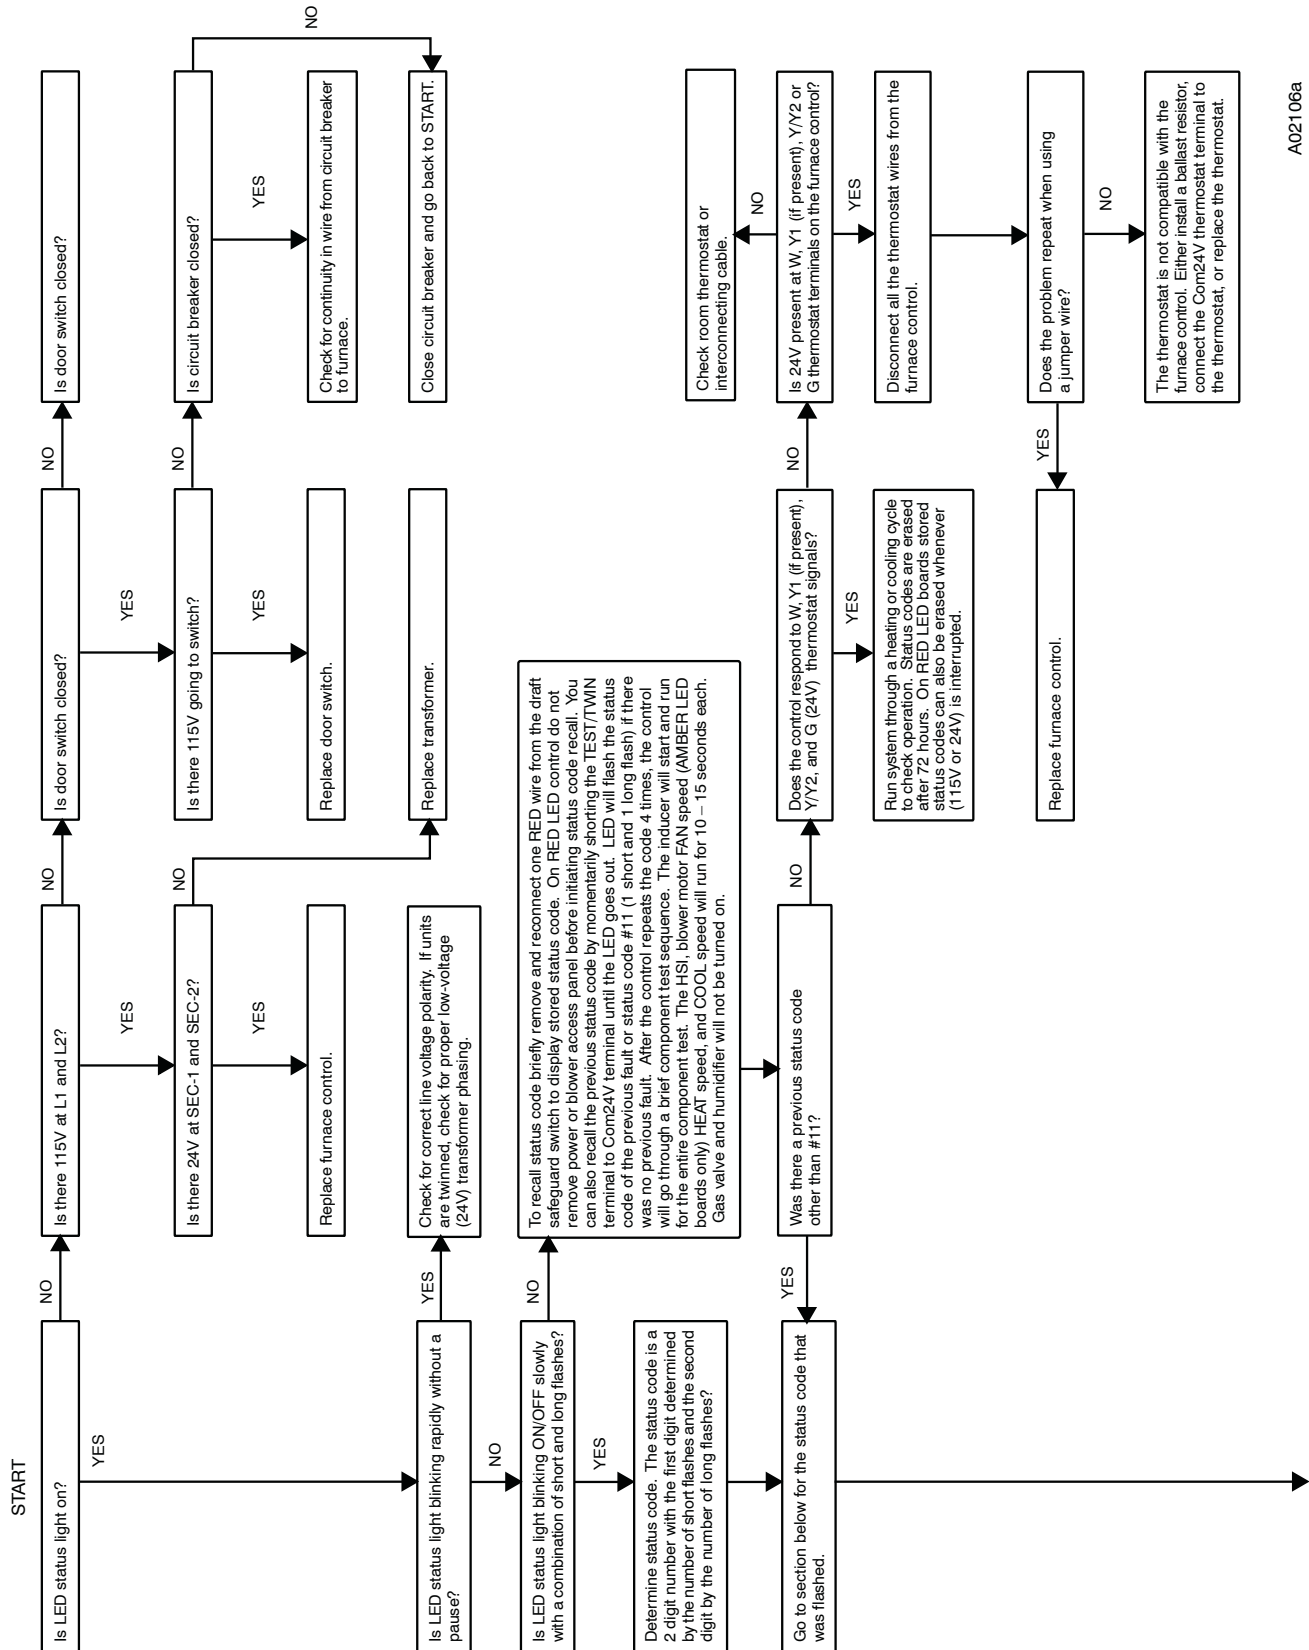 START
Is LED status light on?
NO
YES
Is there 115V at L1 and L2?
NO
YES
Is door switch closed?
NO
YES
Is door switch closed?
Is there 24V at SEC-1 and SEC-2?
NO
YES
Is there 115V going to switch?
NO
YES
Is circuit breaker closed?
NO
YES
Replace furnace control.
Replace door switch.
Check for continuity in wire from circuit breaker
to furnace.
Replace transformer.
Close circuit breaker and go back to START.
Is LED status light blinking rapidly without a
pause?
YES
NO
Check for correct line voltage polarity. If units
are twinned, check for proper low-voltage
(24V) transformer phasing.
Is LED status light blinking ON/OFF slowly
with a combination of short and long flashes?
NO
YES
To recall status code briefly remove and reconnect one RED wire from the draft
safeguard switch to display stored status code. On RED LED control do not
remove power or blower access panel before initiating status code recall. You
can also recall the previous status code by momentarily shorting the TEST/TWIN
terminal to Com24V terminal until the LED goes out. LED will flash the status
code of the previous fault or status code #11 (1 short and 1 long flash) if there
was no previous fault. After the control repeats the code 4 times, the control
will go through a brief component test sequence. The inducer will start and run
for the entire component test. The HSI, blower motor FAN speed (AMBER LED
boards only) HEAT speed, and COOL speed will run for 10 – 15 seconds each.
Gas valve and humidifier will not be turned on.
Determine status code. The status code is a
2 digit number with the first digit determined
by the number of short flashes and the second
digit by the number of long flashes?
Go to section below for the status code that
was flashed.
YES
Was there a previous status code
other than #11?
NO
Does the control respond to W, Y1 (if present),
Y/Y2, and G (24V) thermostat signals?
NO
YES
Run system through a heating or cooling cycle
to check operation. Status codes are erased
after 72 hours. On RED LED boards stored
status codes can also be erased whenever
(115V or 24V) is interrupted.
Check room thermostat or
interconnecting cable.
NO
Is 24V present at W, Y1 (if present), Y/Y2 or
G thermostat terminals on the furnace control?
YES
Disconnect all the thermostat wires from the
furnace control.
Does the problem repeat when using
a jumper wire?
YES
NO
Replace furnace control.
The thermostat is not compatible with the
furnace control. Either install a ballast resistor,
connect the Com24V thermostat terminal to
the thermostat, or replace the thermostat.
A02106a